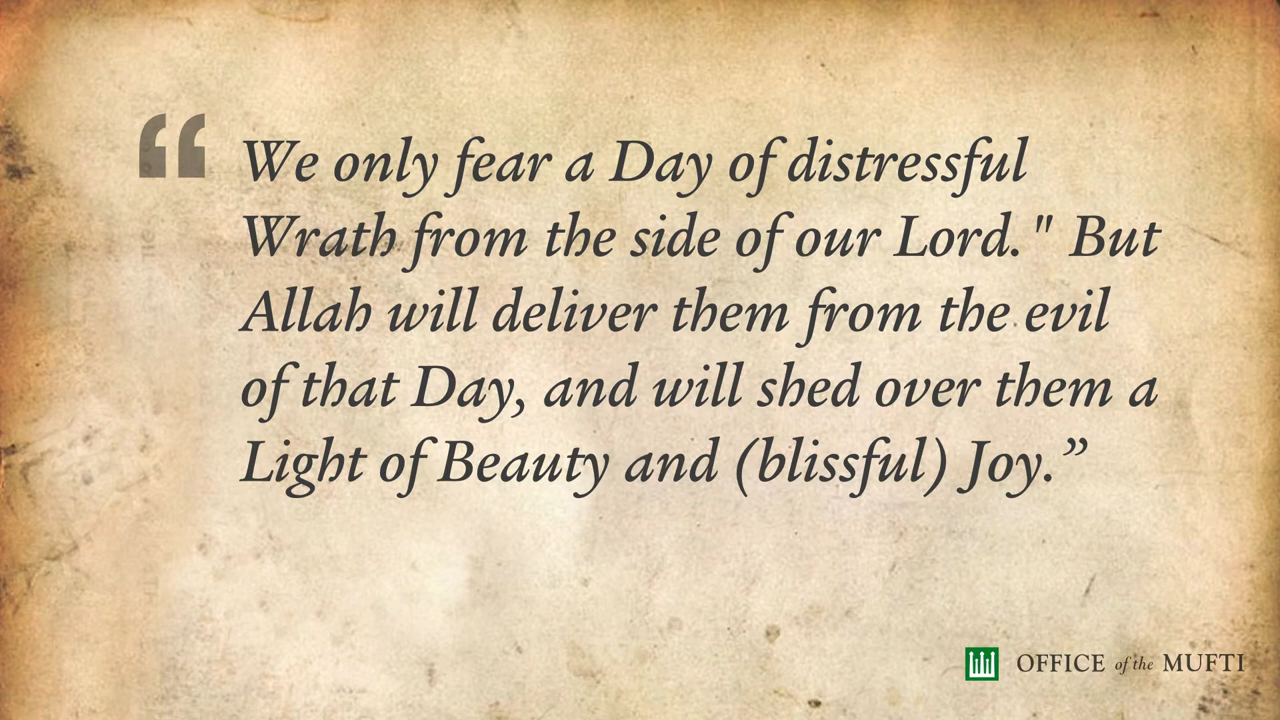 “ We only fear a Day of distressful
Wrath from the side of our Lord." But
Allah will deliver them from the evil
of that Day, and will shed over them a
Light of Beauty and (blissful) Joy.”
OFFICE of the MUFTI